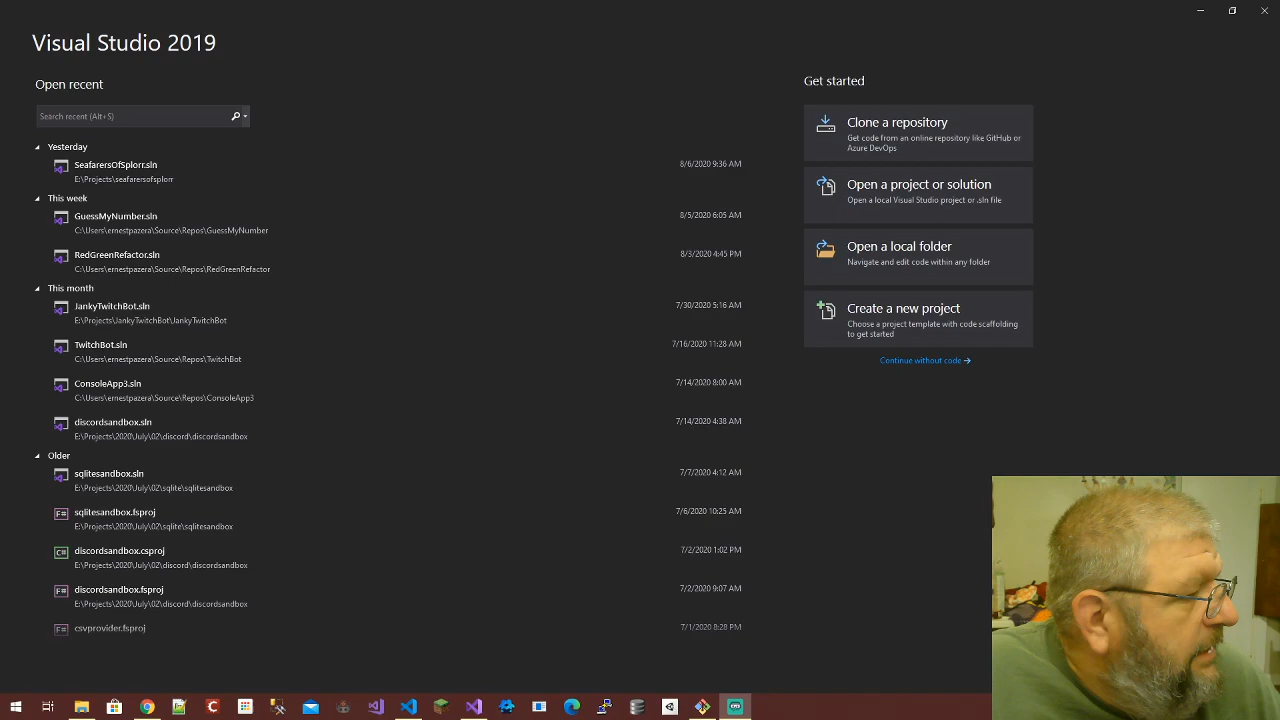 Visual Studio 2019
Open recent
Search recent (Alt+S)
Yesterday
SeafarersOfSplorr.sln
8/6/2020 9:36 AM
E:\Projects\seafarersofsplorr
This week
GuessMyNumber.sln
8/5/2020 6:05 AM
C:\Users\ernestpazera\Source\Repos\GuessMyNumber
RedGreenRefactor.sln
8/3/2020 4:45 PM
C:\Users\ernestpazera\Source\Repos\RedGreenRefactor
This month
JankyTwitchBot.sln
7/30/2020 5:16 AM
E:\Projects\JankyTwitchBot\JankyTwitchBot
TwitchBot.sln
7/16/2020 11:28 AM
C:\Users\ernestpazera\Source\Repos\TwitchBot
ConsoleApp3.sln
7/14/2020 8:00 AM
C:\Users\ernestpazera\Source\Repos\ConsoleApp3
discordsandbox.sln
7/14/2020 4:38 AM
E:\Projects\2020\July\02\discord\discordsandbox
Older
sqlitesandbox.sln
7/7/2020 4:12 AM
E:\Projects\2020\July\02\sqlite\sqlitesandbox
F# sqlitesandbox.fsproj
7/6/2020 10:25 AM
E:\Projects\2020\July\02\sqlite\sqlitesandbox
C# discordsandbox.csproj
7/2/2020 1:02 PM
E:\Projects\2020\July\02\discord\discordsandbox
F# discordsandbox.fsproj
7/2/2020 9:07 AM
E:\Projects\2020\July\02\discord\discordsandbox
F# csvprovider.fsproj
7/1/2020 8:28 PM
Get started
Clone a repository
Get code from an online repository like GitHub or
Azure DevOps
Open a project or solution
Open a local Visual Studio project or .sln file
Open a local folder
Navigate and edit code within any folder
Create a new project
Choose a project template with code scaffolding
to get started
Continue without code →